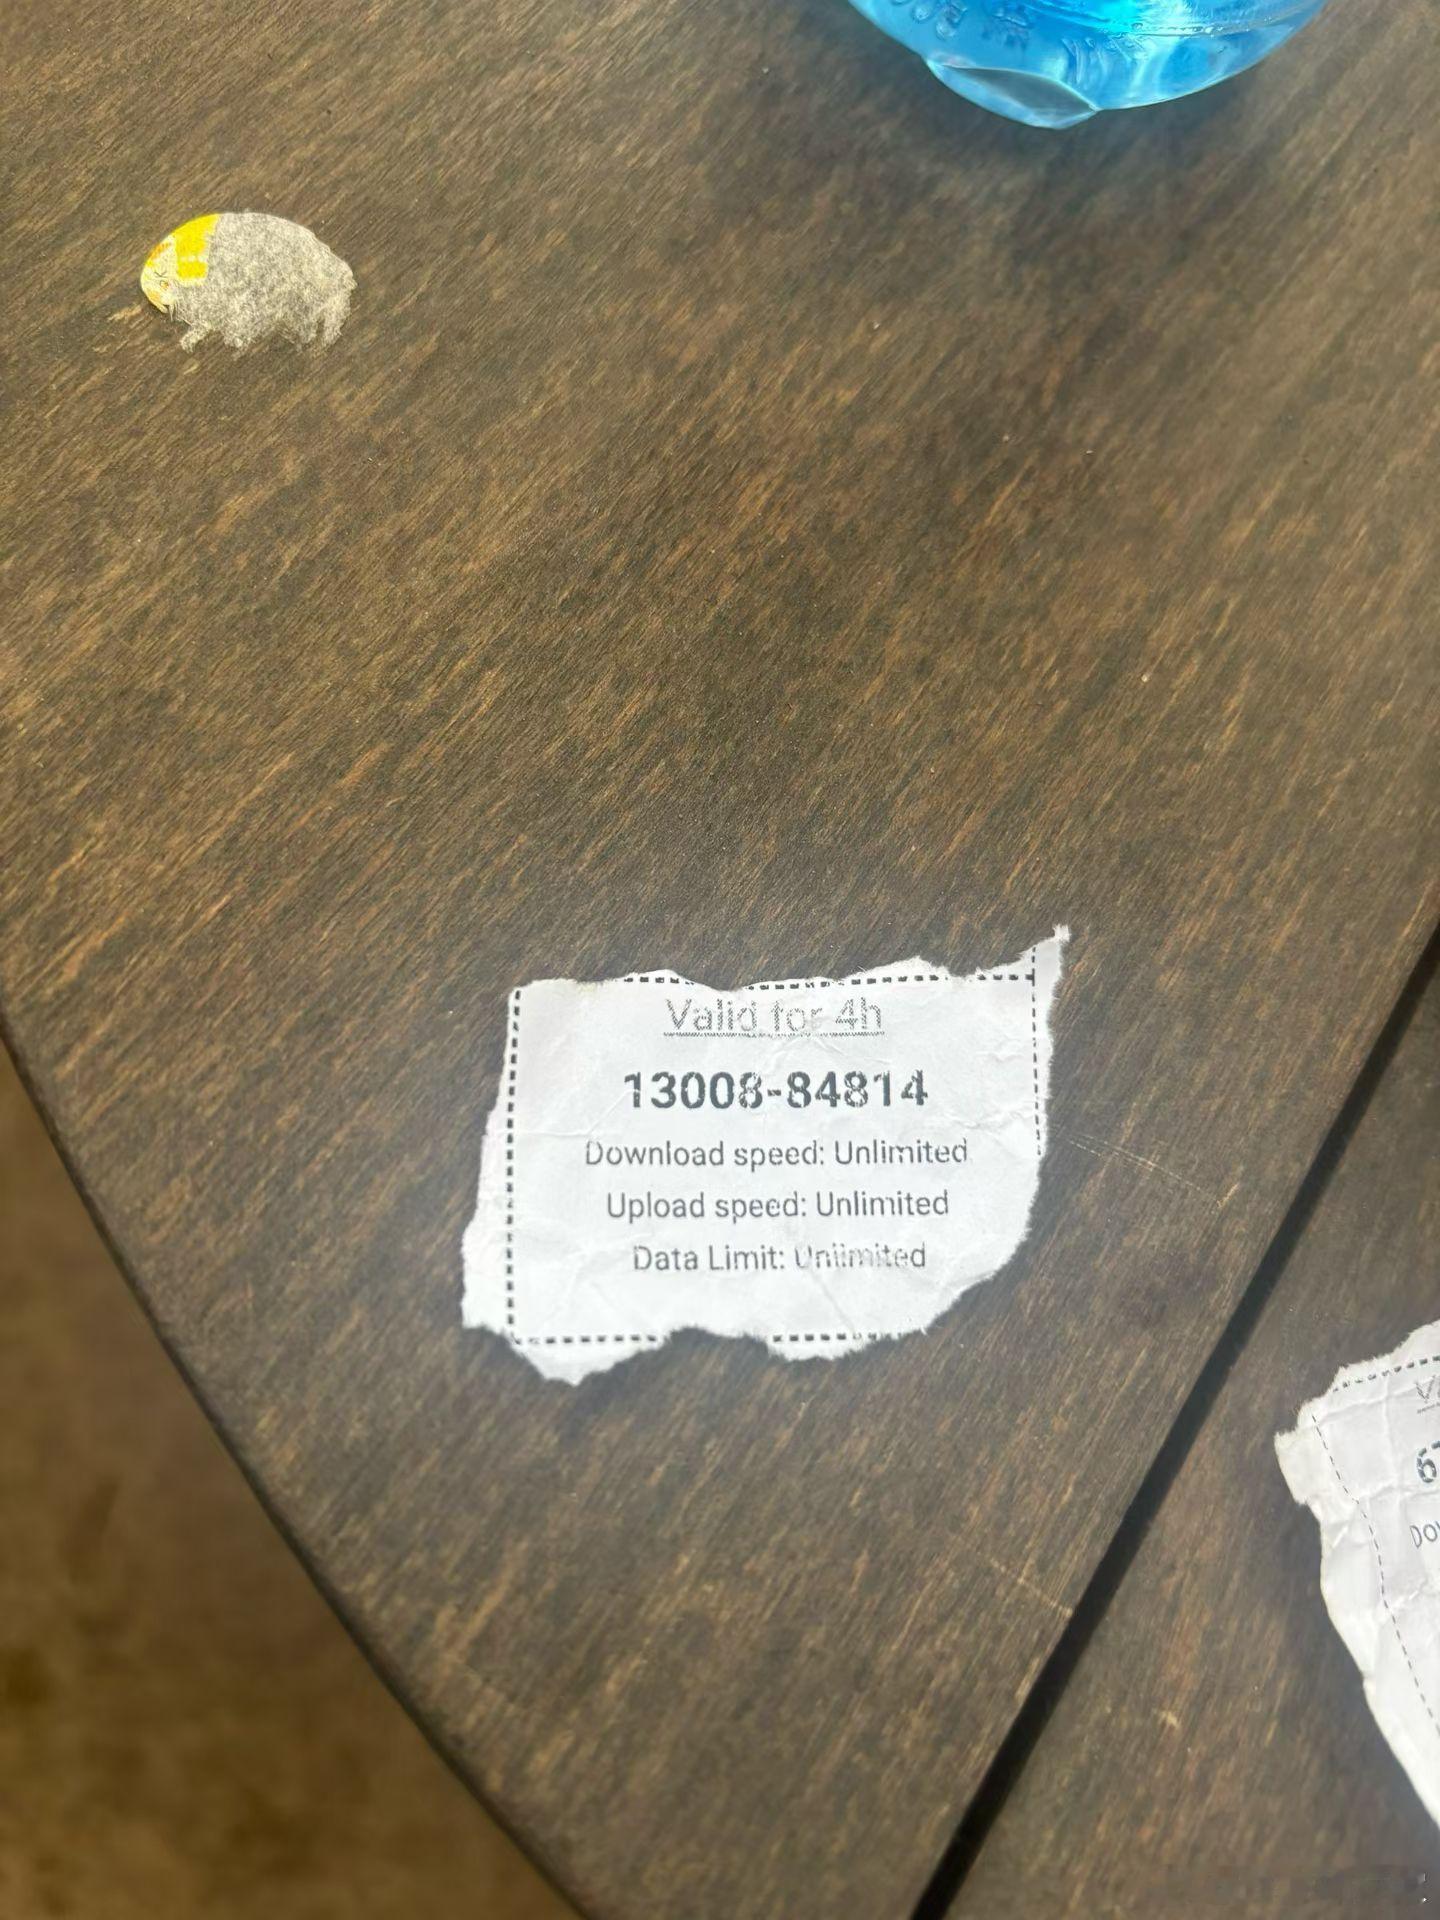 Valid for 4h
13008-84814
Download speed: Unlimited
Upload speed: Unlimited
Data Limit: Unlimited